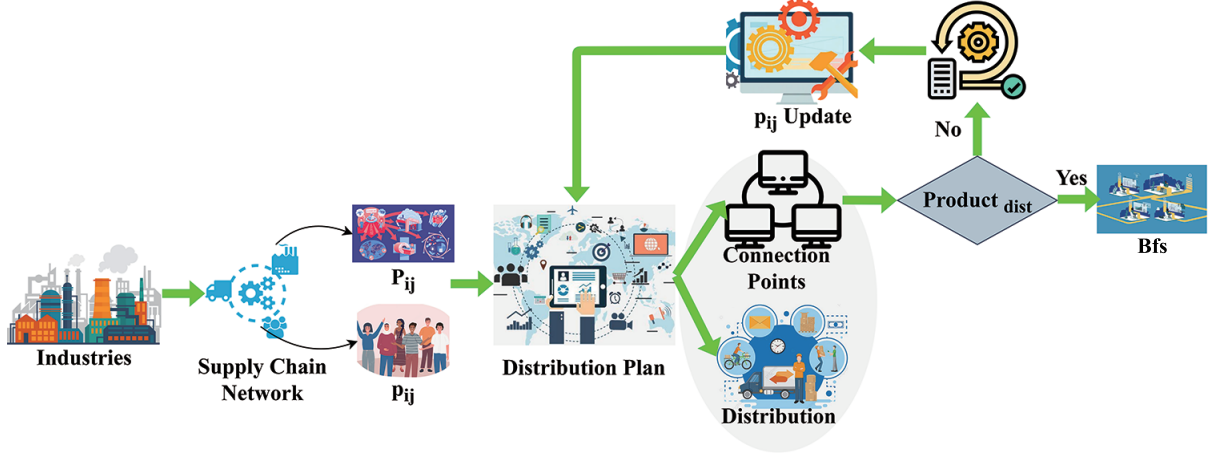 Industries
Supply Chain
Network
Pij
pij
Distribution Plan
pij Update
Connection
Points
Distribution
No
Product dist
Yes
Bfs